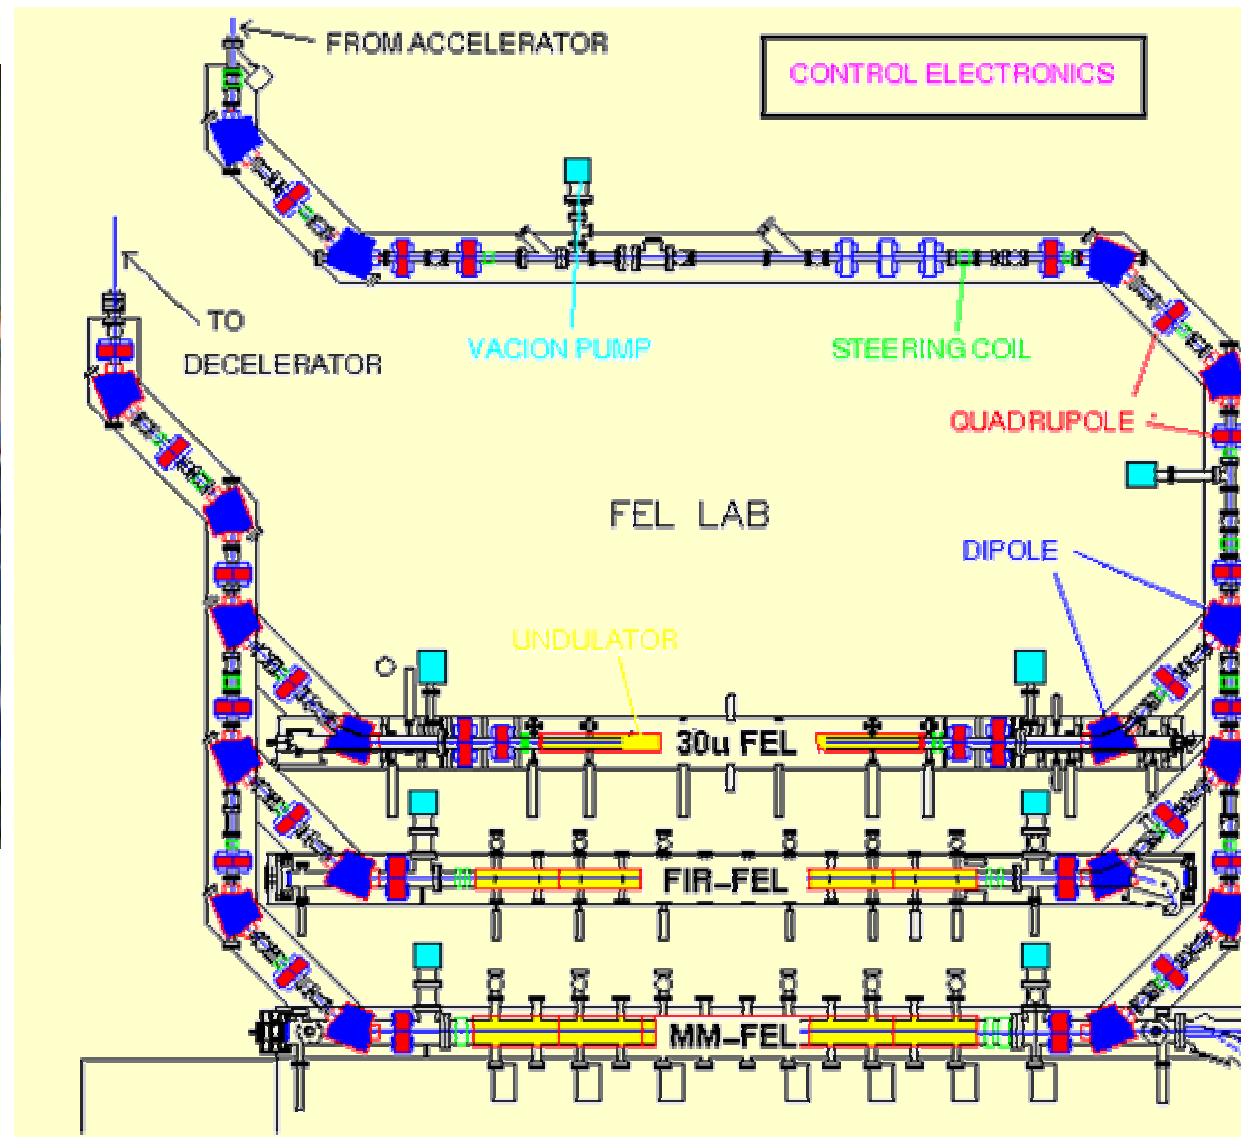 FROM ACCELERATOR
CONTROL ELECTRONICS
TO
DECELERATOR
VACION PUMP
STEERING COIL
QUADRUPOLE
FEL LAB
DIPOLE
UNDULATOR
30u FEL
FIR-FEL
MM-FEL